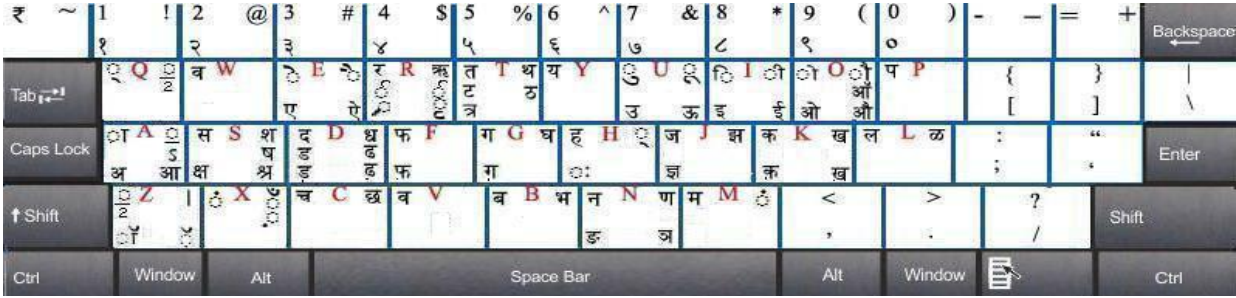 ₹ ~ 1 ! 2 @ 3 # 4 $ 5 % 6 ^ 7 & 8 * 9 ( 0 ) - – = +
Backspace
१ २ ३ ४ ५ ६ ७ ८ ९ ०
् Q व W े E ै र R ऋ त T थ य Y ु U ू ि I ी ो O ौ प P { } |
Tab ट ठ ऑ
ए ऐ त्र उ ऊ इ ई ओ औ [ ] \
ा A स S श द D ध फ F ग G घ ह H ् ज J झ क K ख ल L ळ : “
Caps Lock ऽ ष ड ढ Enter
अ आ क्ष श्र ड़ ढ़ फ़ ग़ ः ज्ञ क़ ख़ ; ‘
Z । ं X ँ च C छ व V ब B भ न N ण म M ं < > ?
Shift Shift
ॉ ॅ ङ ञ , . /
Ctrl Window Alt Space Bar Alt Window Ctrl